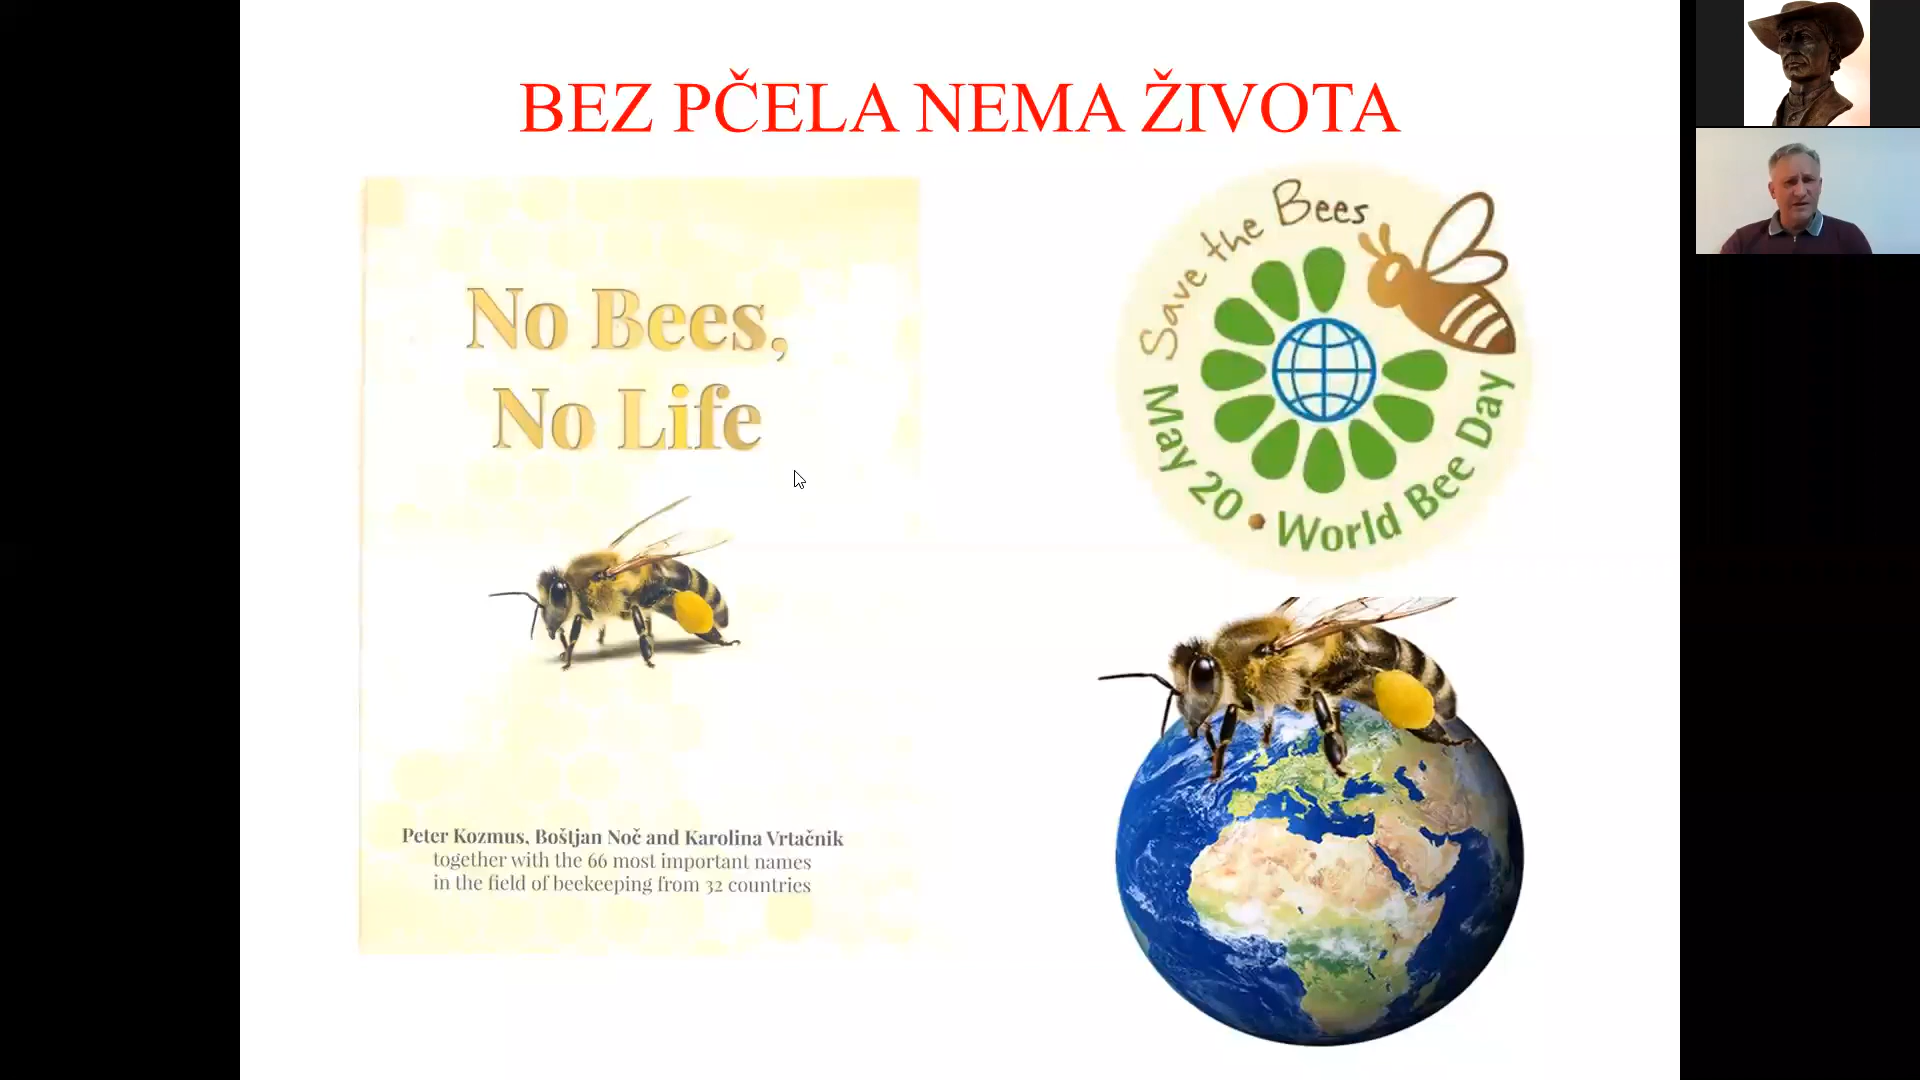 BEZ PČELA NEMA ŽIVOTA
No Bees,
No Life
Peter Kozmus, Boštjan Noč and Karolina Vrtačnik
together with the 66 most important names
in the field of beekeeping from 32 countries
Save the Bees
May 20 • World Bee Day